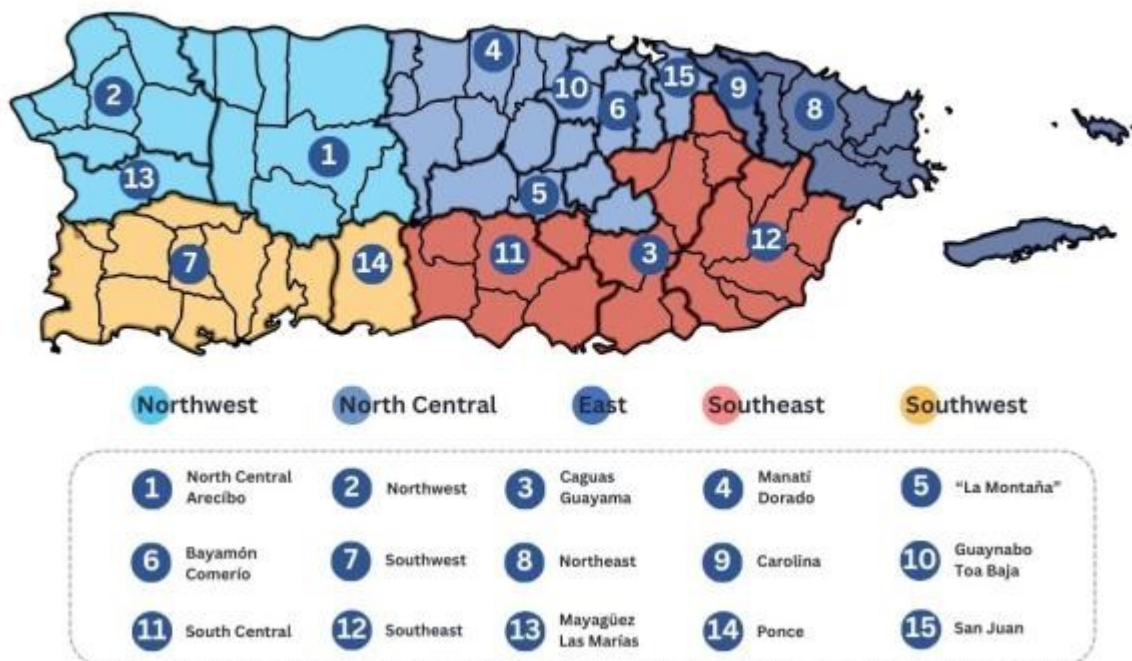 4
15
10
9
8
2
6
1
13
5
11
3
12
7
14
Northwest
North Central
East
Southeast
Southwest
1 North Central
Arecibo
2 Northwest
3 Caguas
Guayama
4 Manatí
Dorado
5 “La Montaña”
6 Bayamón
Comerío
7 Southwest
8 Northeast
9 Carolina
10 Guaynabo
Toa Baja
11 South Central
12 Southeast
13 Mayagüez
Las Marías
14 Ponce
15 San Juan